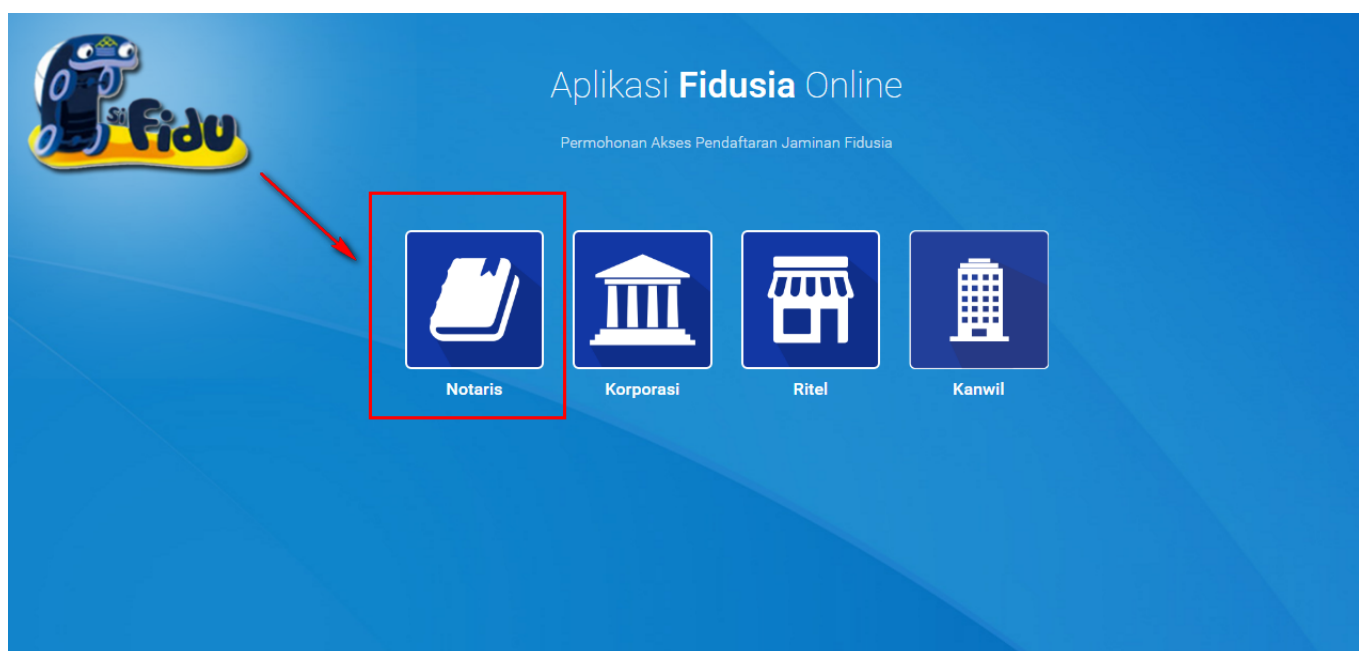 si Fidu
Aplikasi Fidusia Online
Permohonan Akses Pendaftaran Jaminan Fidusia
Notaris
Korporasi
Ritel
Kanwil